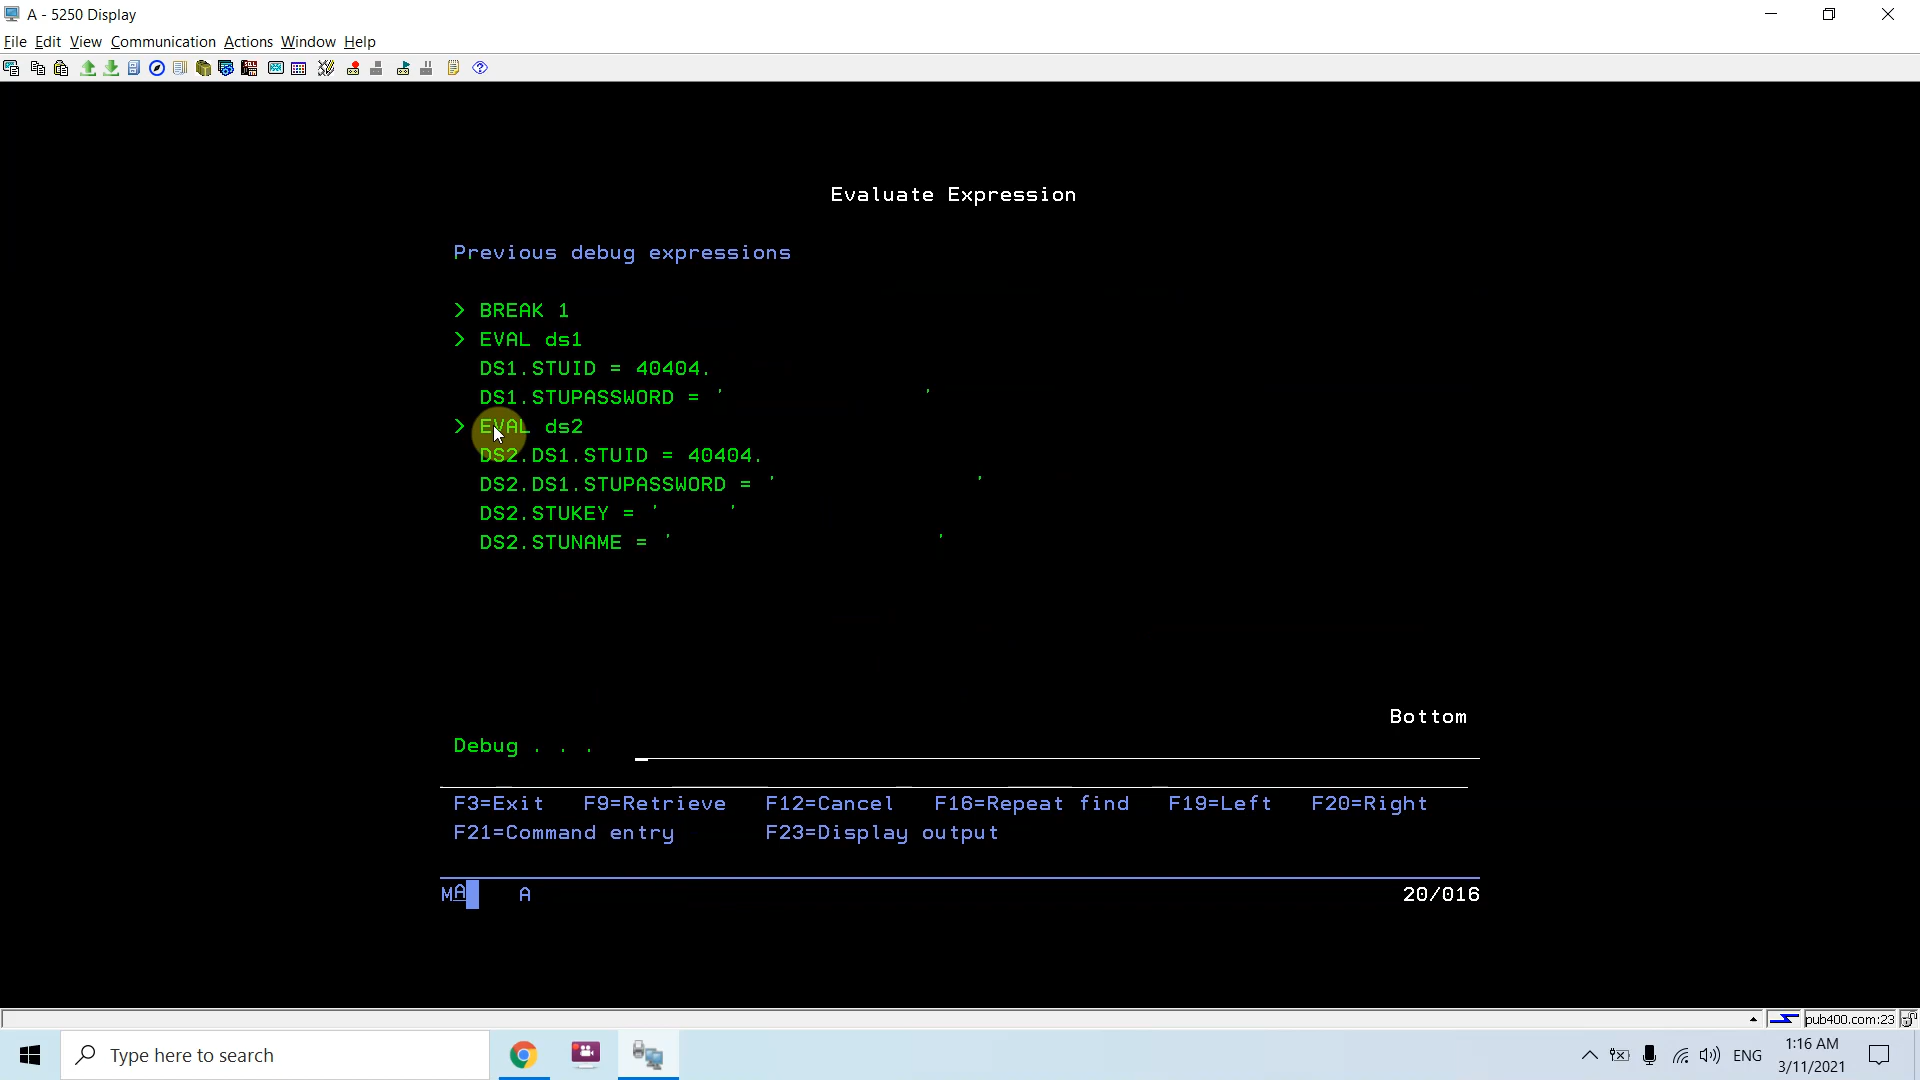 A - 5250 Display
File Edit View Communication Actions Window Help
Evaluate Expression
Previous debug expressions
> BREAK 1
> EVAL ds1
DS1.STUID = 40404.
DS1.STUPASSWORD = '                '
> EVAL ds2
DS2.DS1.STUID = 40404.
DS2.DS1.STUPASSWORD = '                '
DS2.STUKEY = '     '
DS2.STUNAME = '                    '
Bottom
Debug . . .
F3=Exit F9=Retrieve F12=Cancel F16=Repeat find F19=Left F20=Right
F21=Command entry F23=Display output
MA A 20/016
pub400.com:23
Type here to search
ENG
1:16 AM
3/11/2021